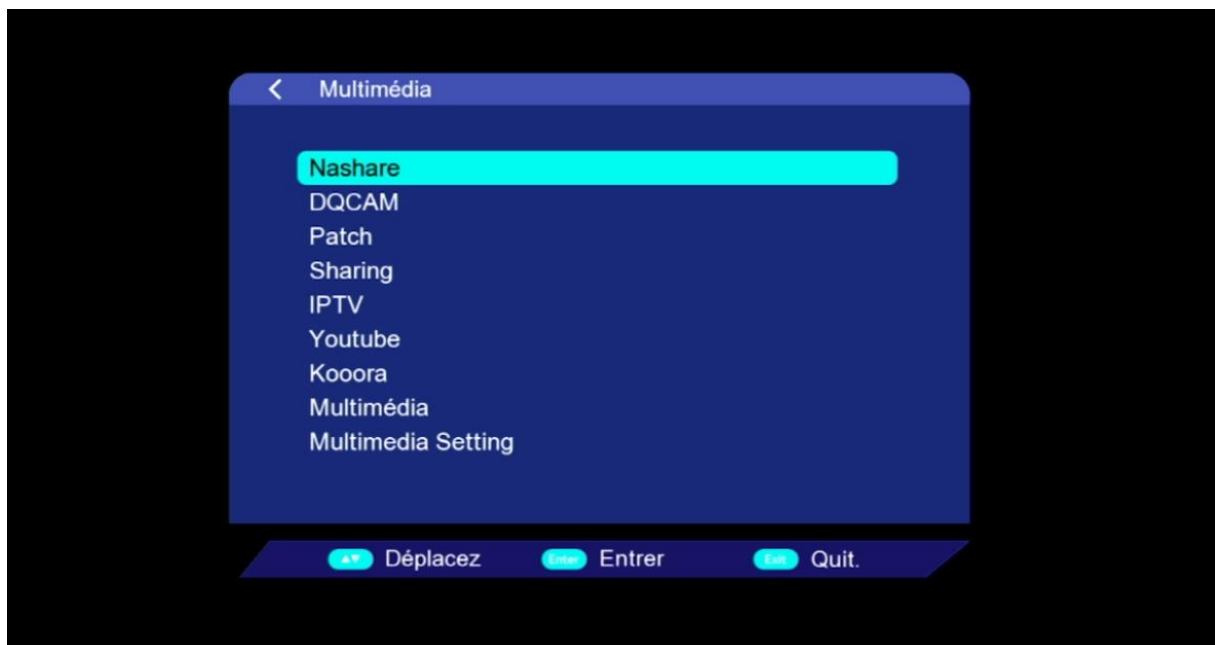 Multimédia
Nashare
DQCAM
Patch
Sharing
IPTV
Youtube
Kooora
Multimédia
Multimedia Setting
Déplacez Enter Entrer Exit Quit.